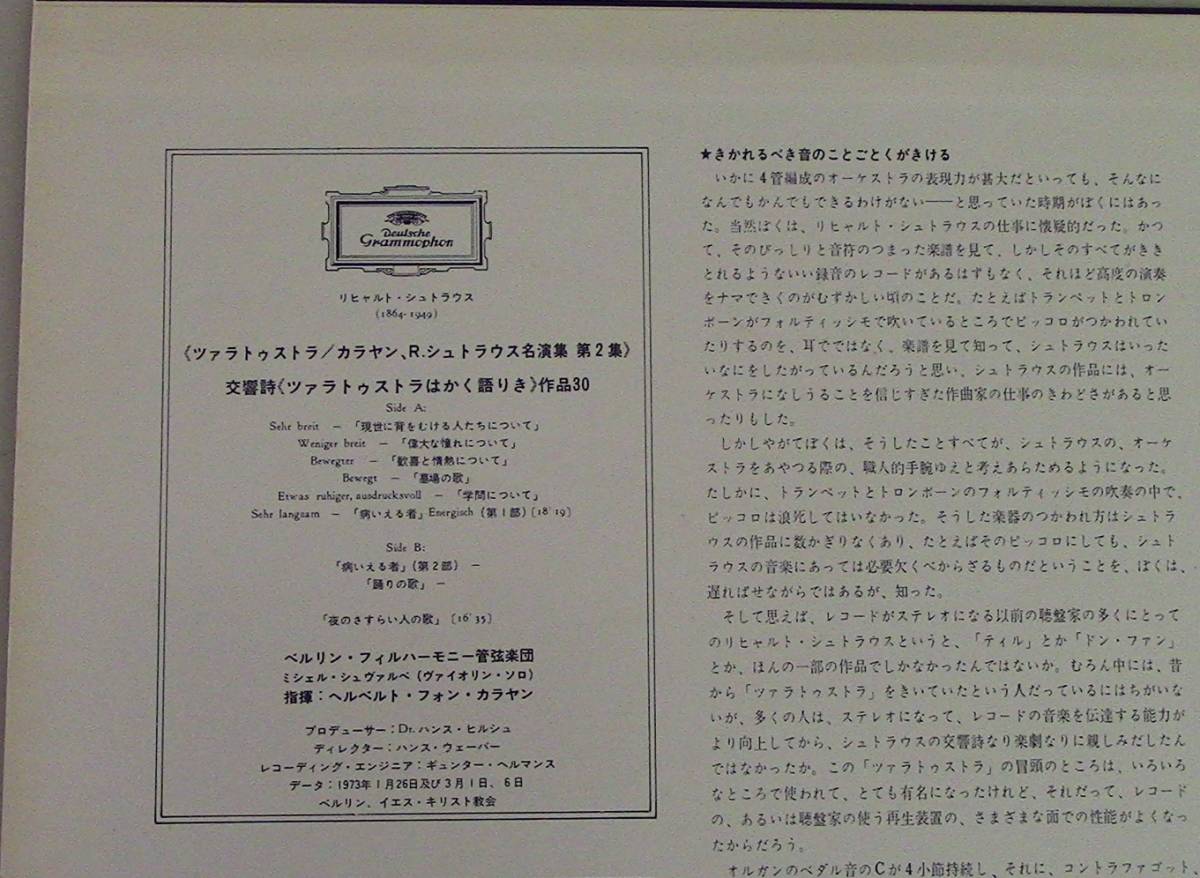 Deutsche
Grammophon
リヒャルト・シュトラウス
(1864-1949)
《ツァラトゥストラ／カラヤン、R.シュトラウス名演集 第2集》
交響詩《ツァラトゥストラはかく語りき》作品30
Side A:
Sehr breit － 「現世に背をむける人たちについて」
Weniger breit － 「偉大な憧れについて」
Bewegter － 「歓喜と情熱について」
Bewegt － 「墓場の歌」
Etwas ruhiger, ausdrucksvoll － 「学問について」
Sehr langsam － 「病いえる者」Energisch（第1部）〔18′19〕
Side B:
「病いえる者」（第2部） －
「踊りの歌」－
「夜のさすらい人の歌」〔16′35〕
ベルリン・フィルハーモニー管弦楽団
ミシェル・シュヴァルベ（ヴァイオリン・ソロ）
指揮：ヘルベルト・フォン・カラヤン
プロデューサー：Dr.ハンス・ヒルシュ
ディレクター：ハンス・ウェーバー
レコーディング・エンジニア：ギュンター・ヘルマンス
データ：1973年1月26日及び3月1日、6日
ベルリン、イエス・キリスト教会
★きかれるべき音のことごとくがきける
いかに4管編成のオーケストラの表現力が甚大だといっても、そんなに
なんでもかんでもできるわけがない――と思っていた時期がぼくにはあっ
た。当然ぼくは、リヒャルト・シュトラウスの仕事に懐疑的だった。かつ
て、そのびっしりと音符のつまった楽譜を見て、しかしそのすべてがきき
とれるようないい録音のレコードがあるはずもなく、それほど高度の演奏
をナマできくのがむずかしい頃のことだ。たとえばトランペットとトロン
ボーンがフォルティッシモで吹いているところでピッコロがつかわれてい
たりするのを、耳でではなく、楽譜を見て知って、シュトラウスはいった
いなにをしたがっているんだろうと思い、シュトラウスの作品には、オー
ケストラになしうることを信じすぎた作曲家の仕事のきわどさがあると思
ったりもした。
しかしやがてぼくは、そうしたことすべてが、シュトラウスの、オーケ
ストラをあやつる際の、職人的手腕ゆえと考えあらためるようになった。
たしかに、トランペットとトロンボーンのフォルティッシモの吹奏の中で、
ピッコロは浪死してはいなかった。そうした楽器のつかわれ方はシュトラ
ウスの作品に数かぎりなくあり、たとえばそのピッコロにしても、シュト
ラウスの音楽にあっては必要欠くべからざるものだということを、ぼくは、
遅ればせながらではあるが、知った。
そして思えば、レコードがステレオになる以前の聴盤家の多くにとって
のリヒャルト・シュトラウスというと、「ティル」とか「ドン・ファン」
とか、ほんの一部の作品でしかなかったんではないか。むろん中には、昔
から「ツァラトゥストラ」をきいていたという人だっているにはちがいな
いが、多くの人は、ステレオになって、レコードの音楽を伝達する能力が
より向上してから、シュトラウスの交響詩なり楽劇なりに親しみだしたん
ではなかったか。この「ツァラトゥストラ」の冒頭のところは、いろいろ
なところで使われて、とても有名になったけれど、それだって、レコード
の、あるいは聴盤家の使う再生装置の、さまざまな面での性能がよくなっ
たからだろう。
オルガンのペダル音のCが4小節持続し、それに、コントラファゴット、